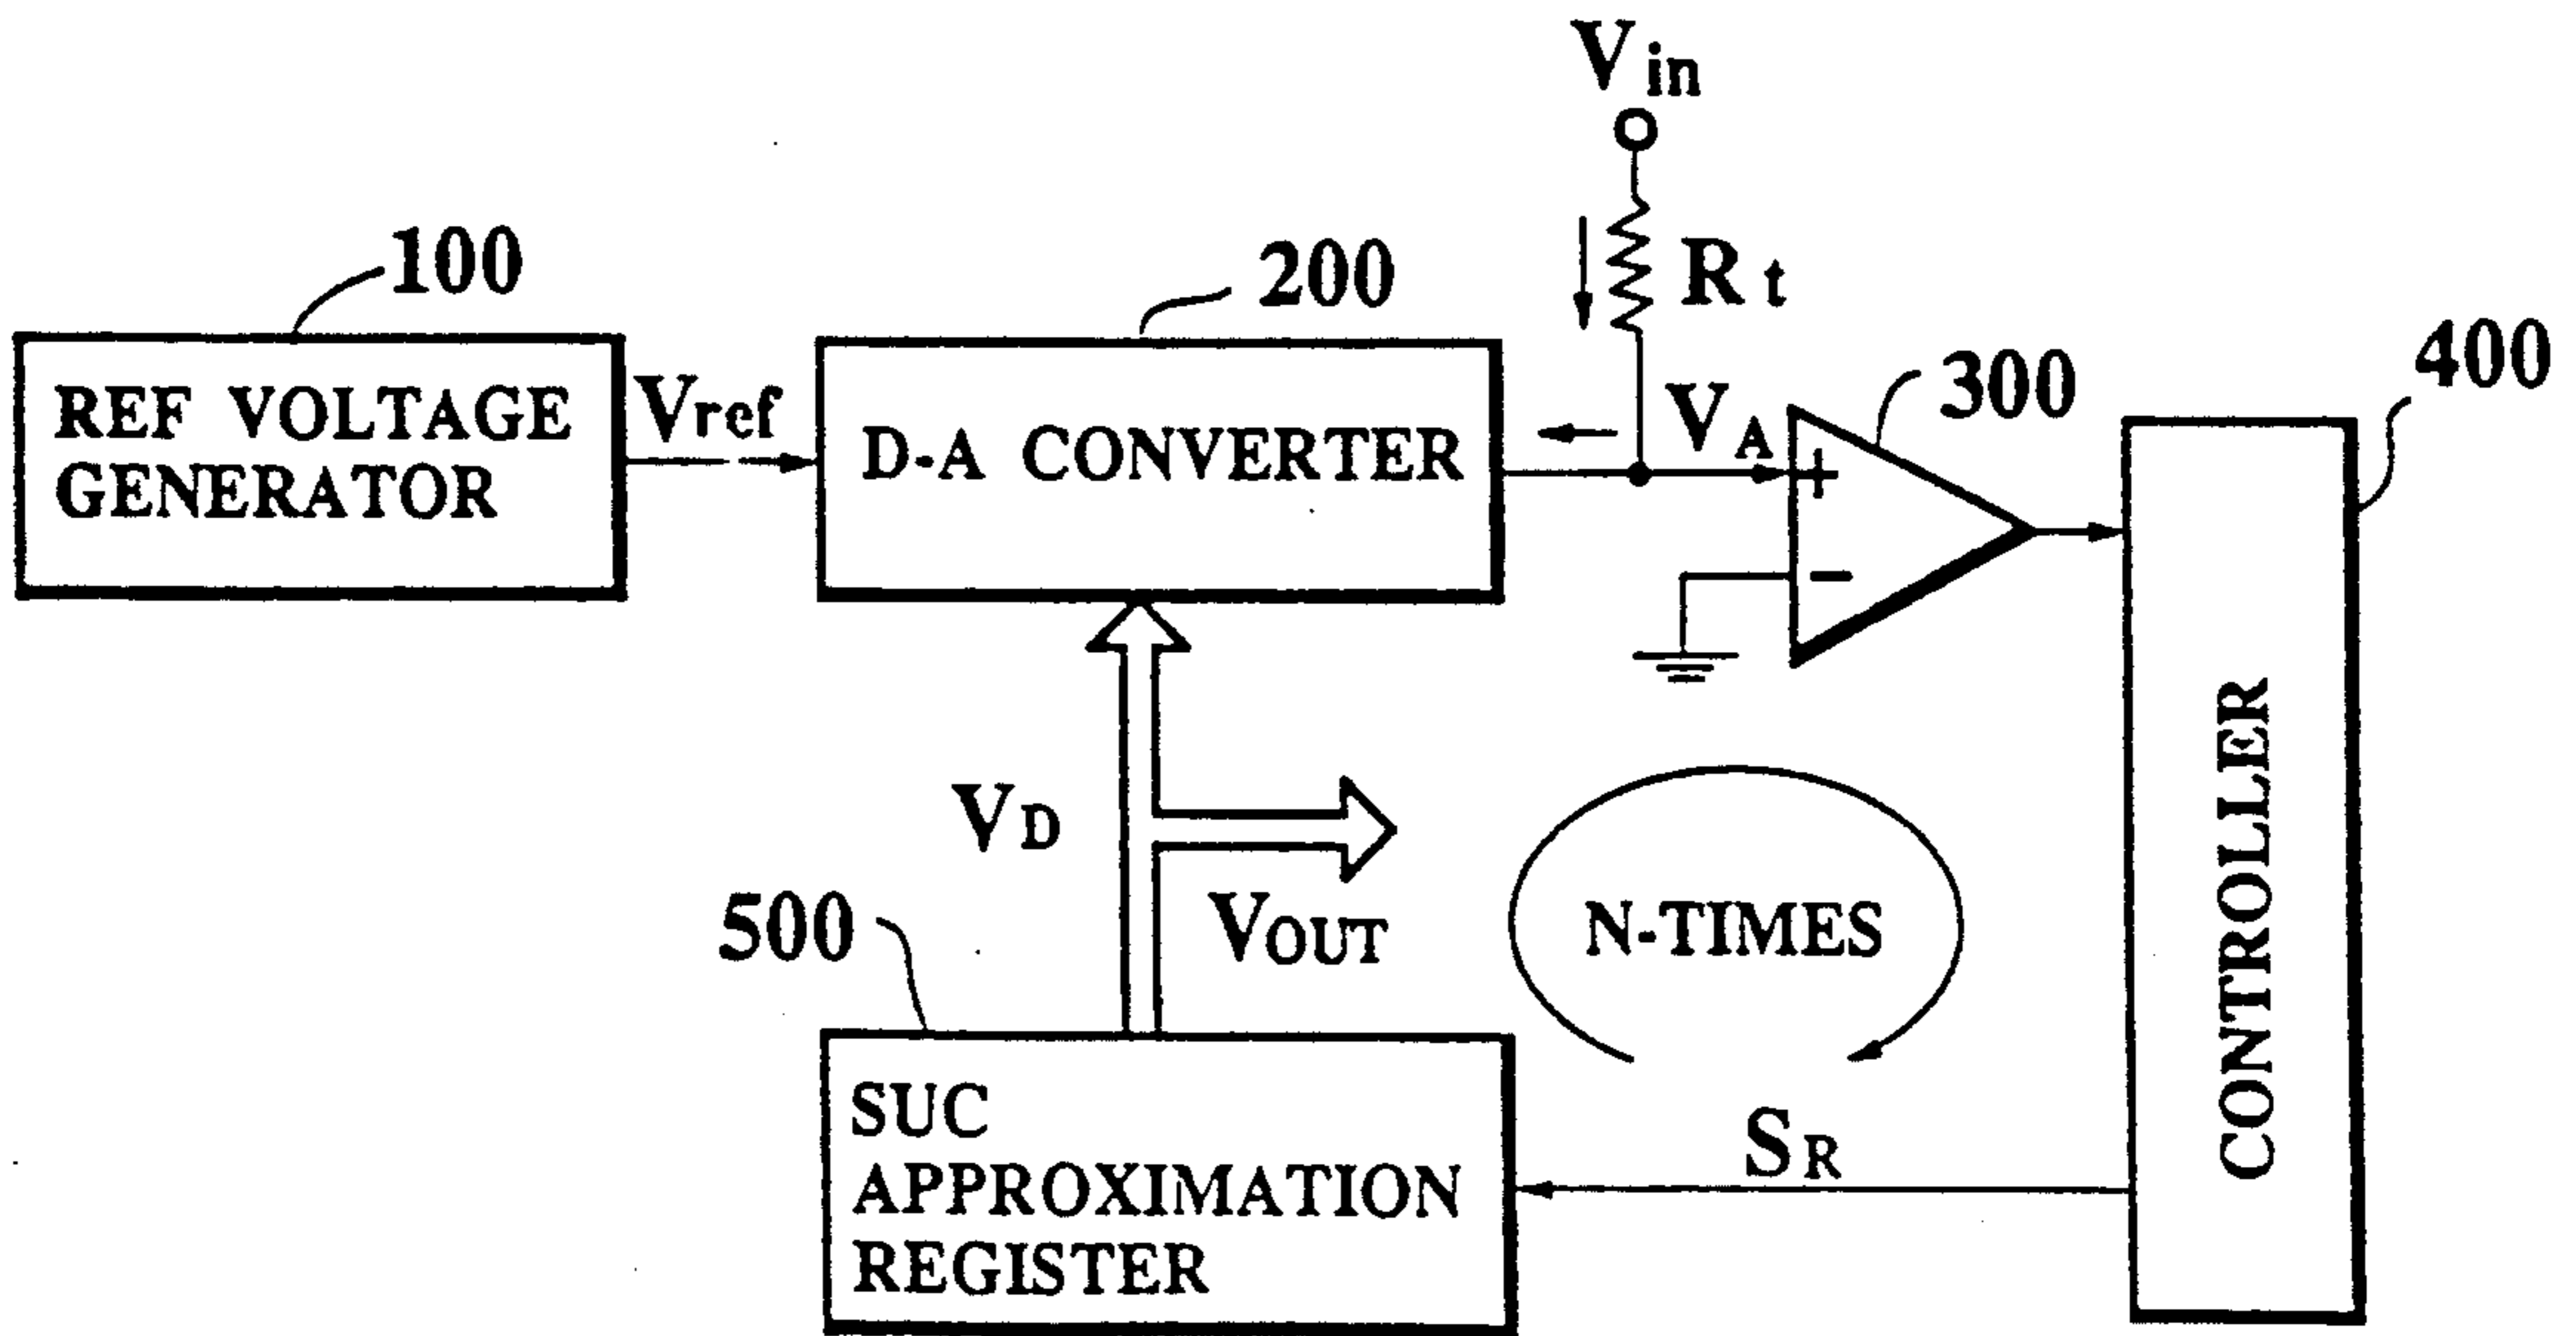 Vin
100
200
Rt
300
400
REF VOLTAGE
GENERATOR
Vref
D-A CONVERTER
VA
+
−
VD
VOUT
N-TIMES
CONTROLLER
500
SUC
APPROXIMATION
REGISTER
SR